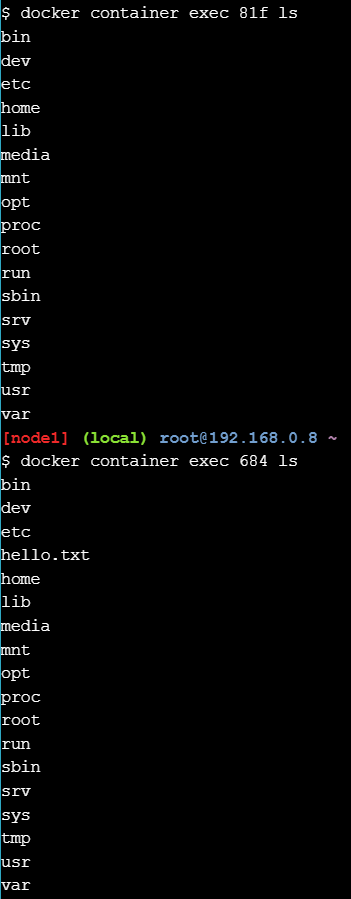 $ docker container exec 81f ls
bin
dev
etc
home
lib
media
mnt
opt
proc
root
run
sbin
srv
sys
tmp
usr
var
[node1] (local) root@192.168.0.8 ~
$ docker container exec 684 ls
bin
dev
etc
hello.txt
home
lib
media
mnt
opt
proc
root
run
sbin
srv
sys
tmp
usr
var